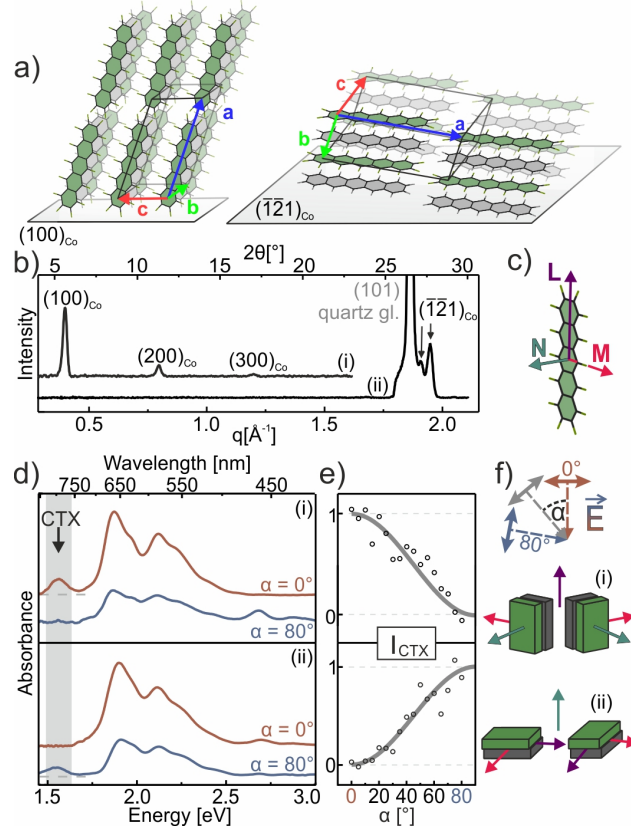 a)
a
c
b
(100)Co
c
b
a
(1̅2̅1)Co
b)
2θ[°]
5 10 15 20 25 30
Intensity
(100)Co
(200)Co
(300)Co
(i)
(ii)
(101)
quartz gl.
(1̅2̅1)Co
0.5 1.0 1.5 2.0
q[Å⁻¹]
c)
L
N
M
d)
Wavelength [nm]
750 650 550 450
CTX
(i)
α = 0°
α = 80°
(ii)
α = 0°
α = 80°
Absorbance
1.5 2.0 2.5 3.0
Energy [eV]
e)
1
0
I CTX
1
0
0 20 40 60 80
α [°]
f)
0°
α
E
80°
(i)
(ii)